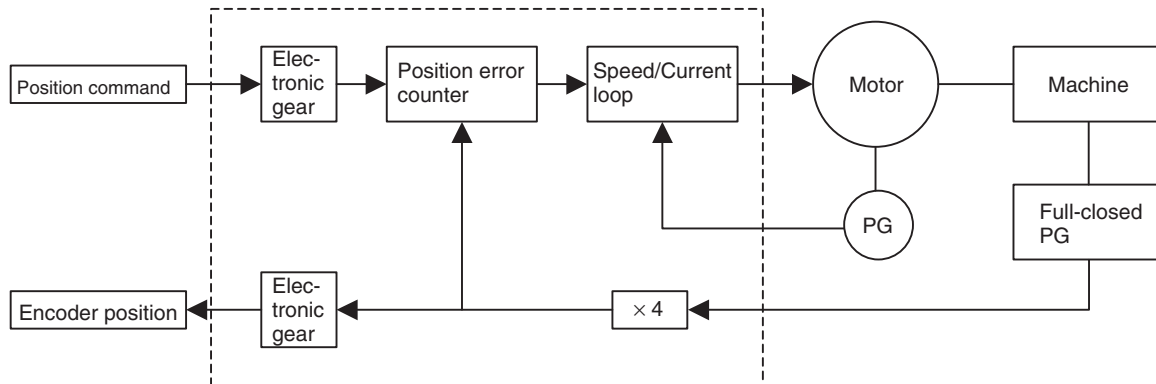 Position command
Elec-
tronic
gear
Position error
counter
Speed/Current
loop
Motor
Machine
PG
Full-closed
PG
Encoder position
Elec-
tronic
gear
× 4